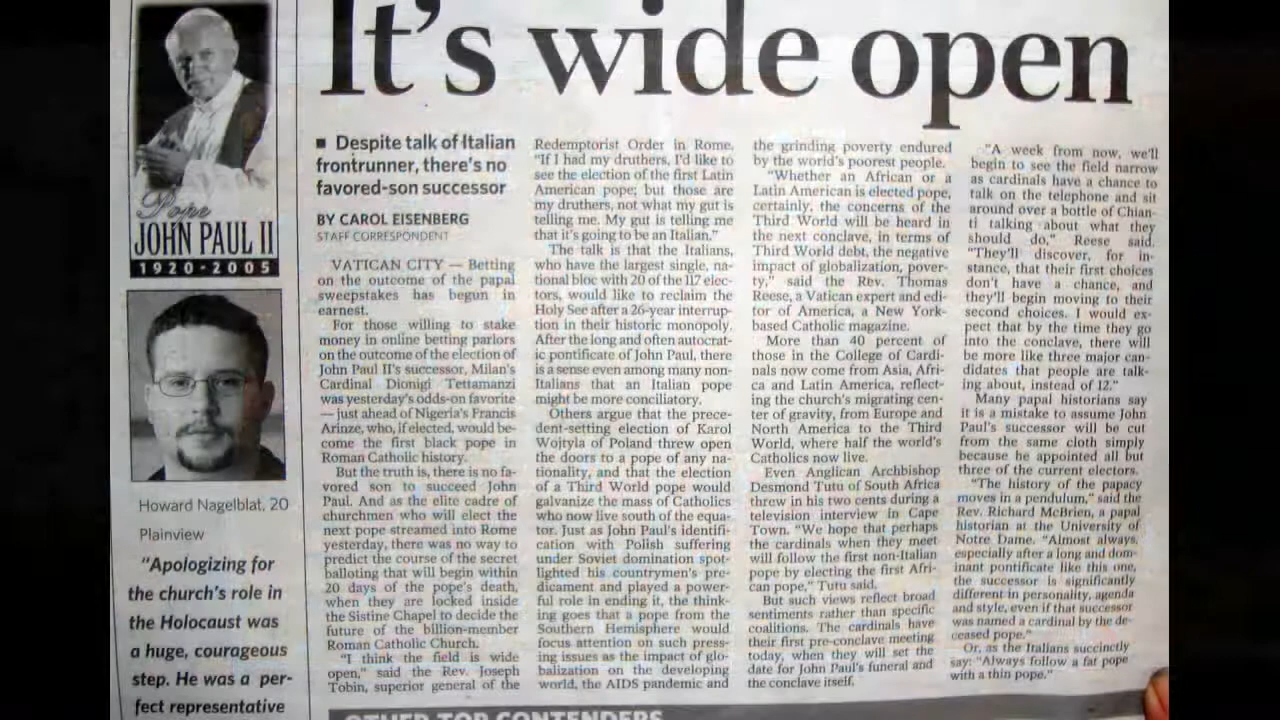 It's wide open
Pope
JOHN PAUL II
1920-2005
Howard Nagelblat, 20
Plainview
"Apologizing for
the church's role in
the Holocaust was
a huge, courageous
step. He was a per-
fect representative
■ Despite talk of Italian
frontrunner, there's no
favored-son successor
BY CAROL EISENBERG
STAFF CORRESPONDENT
VATICAN CITY — Betting
on the outcome of the papal
sweepstakes has begun in
earnest.
For those willing to stake
money in online betting parlors
on the outcome of the election of
John Paul II's successor, Milan's
Cardinal Dionigi Tettamanzi
was yesterday's odds-on favorite
— just ahead of Nigeria's Francis
Arinze, who, if elected, would be-
come the first black pope in
Roman Catholic history.
But the truth is, there is no fa-
vored son to succeed John
Paul. And as the elite cadre of
churchmen who will elect the
next pope streamed into Rome
yesterday, there was no way to
predict the course of the secret
balloting that will begin within
20 days of the pope's death,
when they are locked inside
the Sistine Chapel to decide the
future of the billion-member
Roman Catholic Church.
"I think the field is wide
open," said the Rev. Joseph
Tobin, superior general of the
Redemptorist Order in Rome.
"If I had my druthers, I'd like to
see the election of the first Latin
American pope; but those are
my druthers, not what my gut is
telling me. My gut is telling me
that it's going to be an Italian."
The talk is that the Italians,
who have the largest single, na-
tional bloc with 20 of the 117 elec-
tors, would like to reclaim the
Holy See after a 26-year interrup-
tion in their historic monopoly.
After the long and often autocrat-
ic pontificate of John Paul, there
is a sense even among many non-
Italians that an Italian pope
might be more conciliatory.
Others argue that the prece-
dent-setting election of Karol
Wojtyla of Poland threw open
the doors to a pope of any na-
tionality, and that the election
of a Third World pope would
galvanize the mass of Catholics
who now live south of the equa-
tor. Just as John Paul's identifi-
cation with Polish suffering
under Soviet domination spot-
lighted his countrymen's pre-
dicament and played a power-
ful role in ending it, the think-
ing goes that a pope from the
Southern Hemisphere would
focus attention on such press-
ing issues as the impact of glo-
balization on the developing
world, the AIDS pandemic and
the grinding poverty endured
by the world's poorest people.
"Whether an African or a
Latin American is elected pope,
certainly, the concerns of the
Third World will be heard in
the next conclave, in terms of
Third World debt, the negative
impact of globalization, pover-
ty," said the Rev. Thomas
Reese, a Vatican expert and edi-
tor of America, a New York-
based Catholic magazine.
More than 40 percent of
those in the College of Cardi-
nals now come from Asia, Afri-
ca and Latin America, reflect-
ing the church's migrating cen-
ter of gravity, from Europe and
North America to the Third
World, where half the world's
Catholics now live.
Even Anglican Archbishop
Desmond Tutu of South Africa
threw in his two cents during a
television interview in Cape
Town. "We hope that perhaps
the cardinals when they meet
will follow the first non-Italian
pope by electing the first Afri-
can pope," Tutu said.
But such views reflect broad
sentiments rather than specific
coalitions. The cardinals have
their first pre-conclave meeting
today, when they will set the
date for John Paul's funeral and
the conclave itself.
"A week from now, we'll
begin to see the field narrow
as cardinals have a chance to
talk on the telephone and sit
around over a bottle of Chian-
ti talking about what they
should do," Reese said.
"They'll discover, for in-
stance, that their first choices
don't have a chance, and
they'll begin moving to their
second choices. I would ex-
pect that by the time they go
into the conclave, there will
be more like three major can-
didates that people are talk-
ing about, instead of 12."
Many papal historians say
it is a mistake to assume John
Paul's successor will be cut
from the same cloth simply
because he appointed all but
three of the current electors.
"The history of the papacy
moves in a pendulum," said the
Rev. Richard McBrien, a papal
historian at the University of
Notre Dame. "Almost always,
especially after a long and dom-
inant pontificate like this one,
the successor is significantly
different in personality, agenda
and style, even if that successor
was named a cardinal by the de-
ceased pope."
Or, as the Italians succinctly
say: "Always follow a fat pope
with a thin pope."
OTHER TOP CONTENDERS